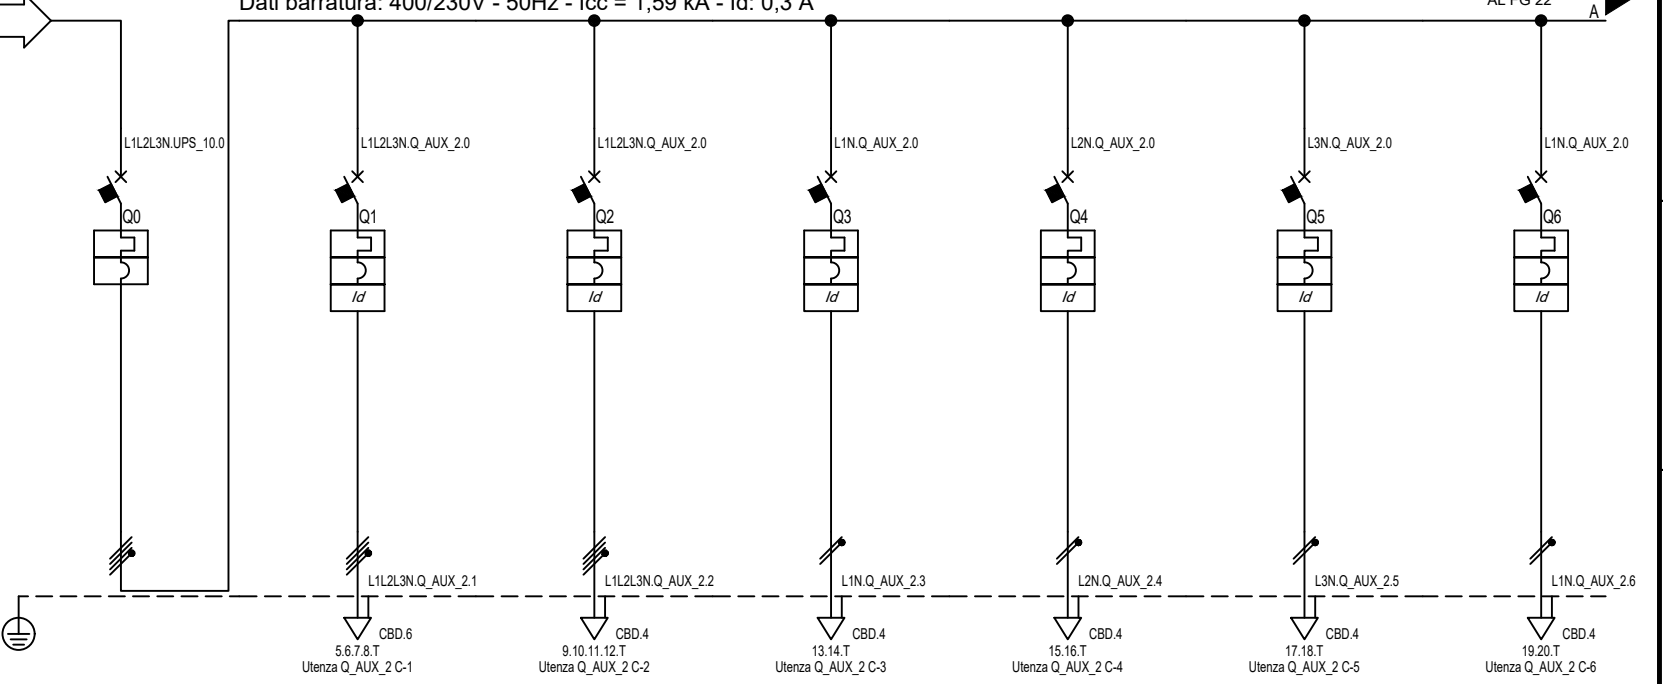 Dati barratura: 400/230V - 50Hz - Icc = 1,59 kA - Id: 0,3 A
AL FG 22
A
L1L2L3N.UPS_10.0
L1L2L3N.Q_AUX_2.0
L1L2L3N.Q_AUX_2.0
L1N.Q_AUX_2.0
L2N.Q_AUX_2.0
L3N.Q_AUX_2.0
L1N.Q_AUX_2.0
Q0
Q1
Q2
Q3
Q4
Q5
Q6
Id
Id
Id
Id
Id
Id
L1L2L3N.Q_AUX_2.1
L1L2L3N.Q_AUX_2.2
L1N.Q_AUX_2.3
L2N.Q_AUX_2.4
L3N.Q_AUX_2.5
L1N.Q_AUX_2.6
CBD.6
CBD.4
CBD.4
CBD.4
CBD.4
CBD.4
5.6.7.8.T
9.10.11.12.T
13.14.T
15.16.T
17.18.T
19.20.T
Utenza Q_AUX_2 C-1
Utenza Q_AUX_2 C-2
Utenza Q_AUX_2 C-3
Utenza Q_AUX_2 C-4
Utenza Q_AUX_2 C-5
Utenza Q_AUX_2 C-6